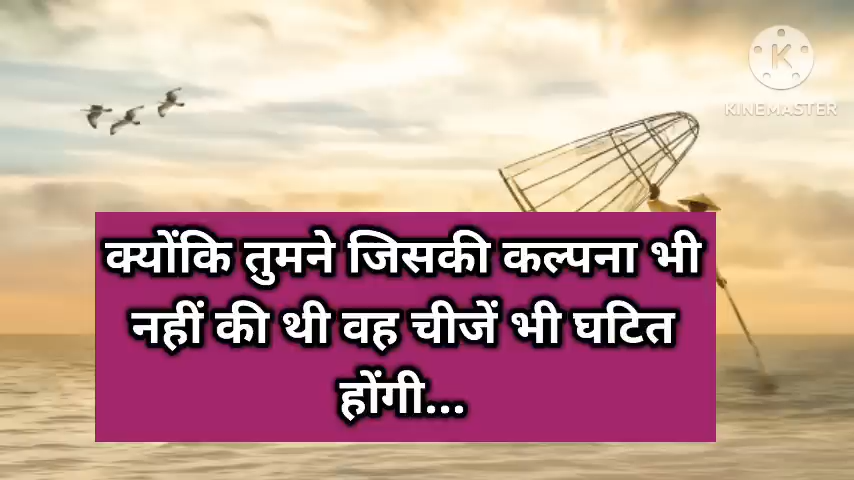 KINEMASTER
क्योंकि तुमने जिसकी कल्पना भी
नहीं की थी वह चीजें भी घटित
होंगी...